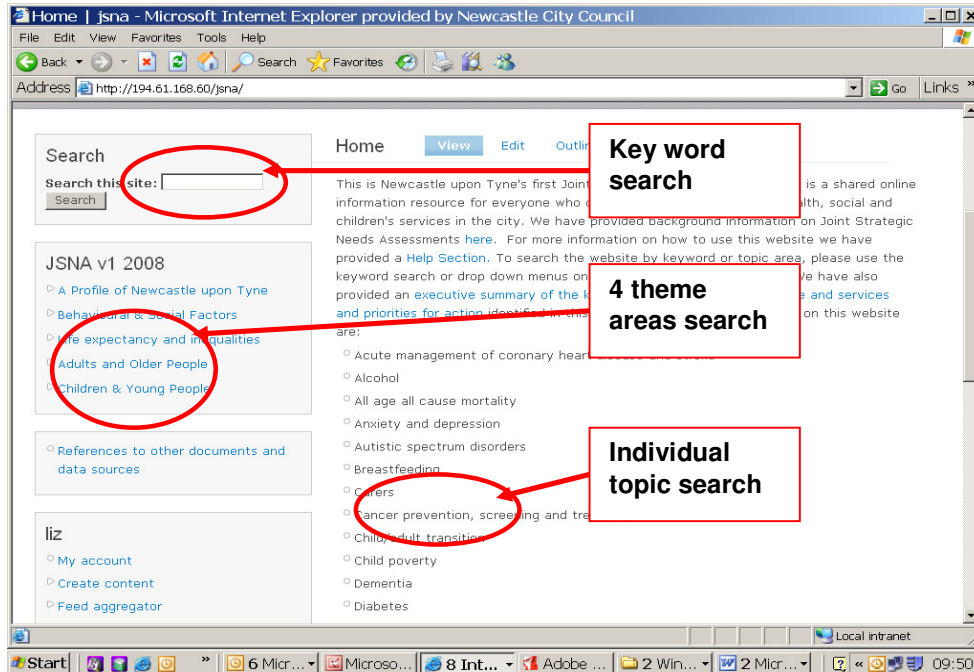 Home | jsna - Microsoft Internet Explorer provided by Newcastle City Council
File Edit View Favorites Tools Help
Back Search Favorites
Address http://194.61.168.60/jsna/ Go Links »
Search
Search this site:
Search
JSNA v1 2008
A Profile of Newcastle upon Tyne
Behavioural & Social Factors
Life expectancy and inequalities
Adults and Older People
Children & Young People
References to other documents and
data sources
liz
My account
Create content
Feed aggregator
Home View Edit
This is Newcastle upon Tyne's first Joint is a shared online
information resource for everyone who social and
children's services in the city. We have provided background information on Joint Strategic
Needs Assessments here. For more information on how to use this website we have
provided a Help Section. To search the website by keyword or topic area, please use the
keyword search or drop down menus on have also
provided an executive summary of the and services
and priorities for action identified in this on this website
are:
Acute management of coronary heart disease and stroke
Alcohol
All age all cause mortality
Anxiety and depression
Autistic spectrum disorders
Breastfeeding
Carers
Cancer prevention, screening and
Child/adult transition
Child poverty
Dementia
Diabetes
Key word
search
4 theme
areas search
Individual
topic search
Local intranet
Start » 6 Micr... Microso... 8 Int... Adobe ... 2 Win... 2 Micr... « 09:50